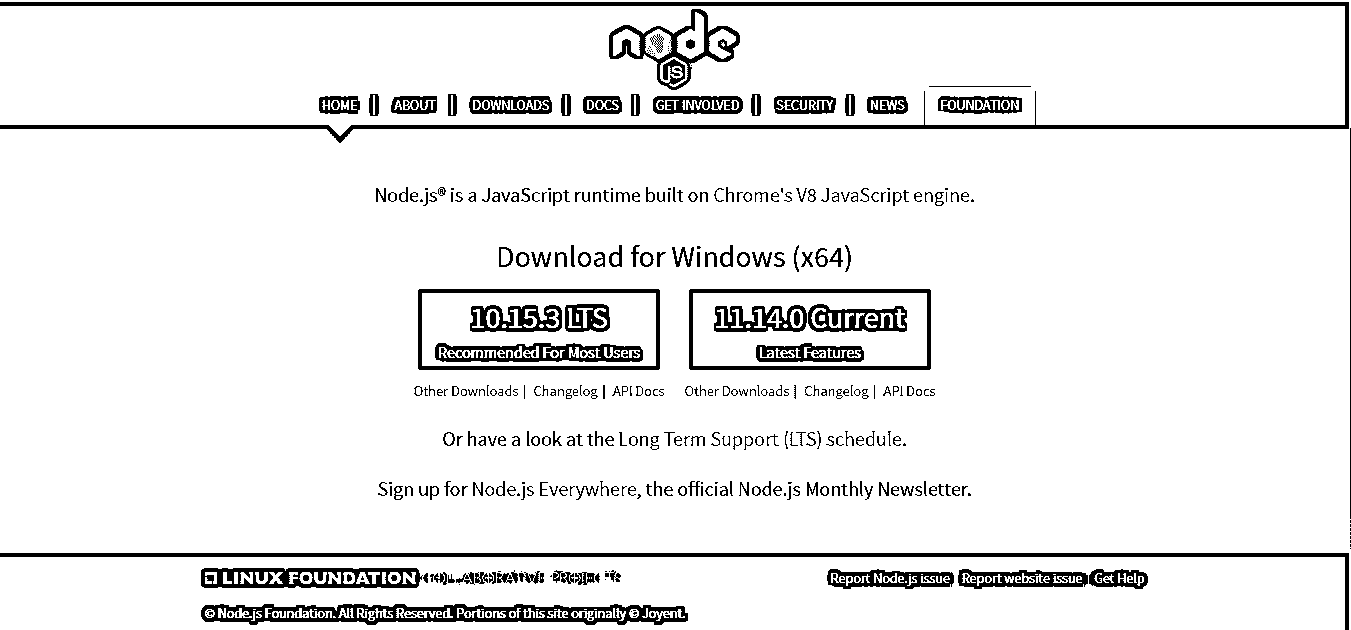 node
JS
HOME | ABOUT | DOWNLOADS | DOCS | GET INVOLVED | SECURITY | NEWS | FOUNDATION
Node.js® is a JavaScript runtime built on Chrome's V8 JavaScript engine.
Download for Windows (x64)
10.15.3 LTS 11.14.0 Current
Recommended For Most Users Latest Features
Other Downloads | Changelog | API Docs Other Downloads | Changelog | API Docs
Or have a look at the Long Term Support (LTS) schedule.
Sign up for Node.js Everywhere, the official Node.js Monthly Newsletter.
LINUX FOUNDATION COLLABORATIVE PROJECTS Report Node.js issue | Report website issue | Get Help
© Node.js Foundation. All Rights Reserved. Portions of this site originally © Joyent.